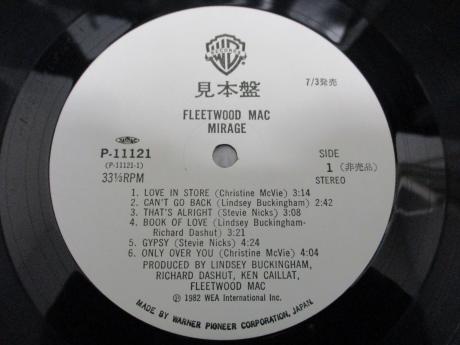 WB
RECORDS
見本盤
7/3発売
FLEETWOOD MAC
MIRAGE
P-11121
(P-11121-1)
33⅓RPM
SIDE
1 (非売品)
STEREO
1. LOVE IN STORE (Christine McVie) 3:14
2. CAN'T GO BACK (Lindsey Buckingham) 2:42
3. THAT'S ALRIGHT (Stevie Nicks) 3:08
4. BOOK OF LOVE (Lindsey Buckingham-
Richard Dashut) 3:21
5. GYPSY (Stevie Nicks) 4:24
6. ONLY OVER YOU (Christine McVie) 4:04
PRODUCED BY LINDSEY BUCKINGHAM,
RICHARD DASHUT, KEN CAILLAT,
FLEETWOOD MAC
Ⓟ 1982 WEA International Inc.
MADE BY WARNER PIONEER CORPORATION, JAPAN.